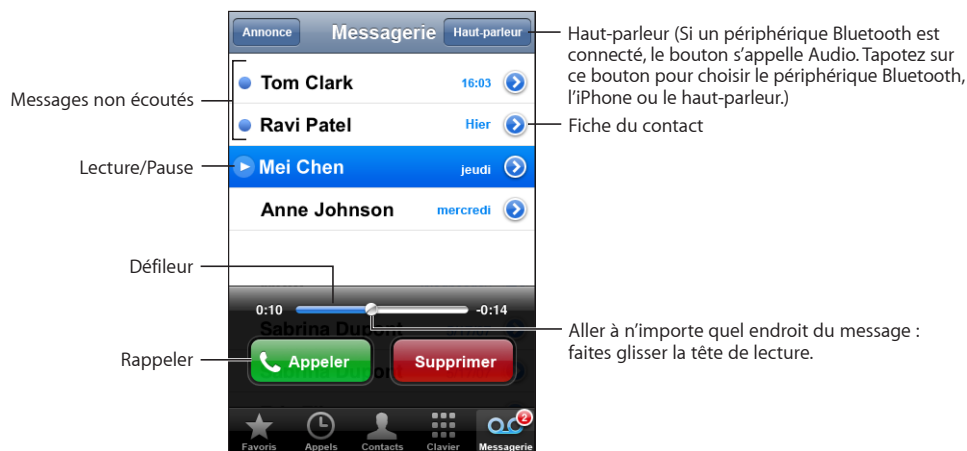 Annonce
Messagerie
Haut-parleur
Tom Clark
16:03
Ravi Patel
Hier
Mei Chen
jeudi
Anne Johnson
mercredi
0:10
-0:14
Sabrina Dupont
Appeler
Supprimer
Favoris
Appels
Contacts
Clavier
Messagerie
2
Messages non écoutés
Lecture/Pause
Défileur
Rappeler
Haut-parleur (Si un périphérique Bluetooth est
connecté, le bouton s’appelle Audio. Tapotez sur
ce bouton pour choisir le périphérique Bluetooth,
l’iPhone ou le haut-parleur.)
Fiche du contact
Aller à n’importe quel endroit du message :
faites glisser la tête de lecture.